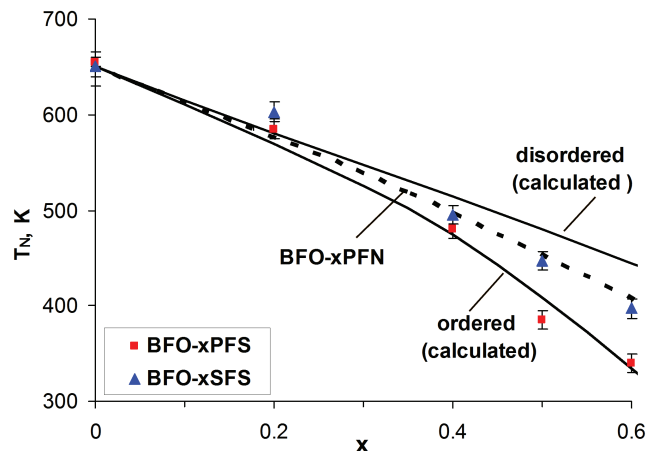 700
650
600
500
400
300
T_N, K
disordered
(calculated )
BFO-xPFN
ordered
(calculated)
BFO-xPFS
BFO-xSFS
0
0.2
0.4
0.6
x